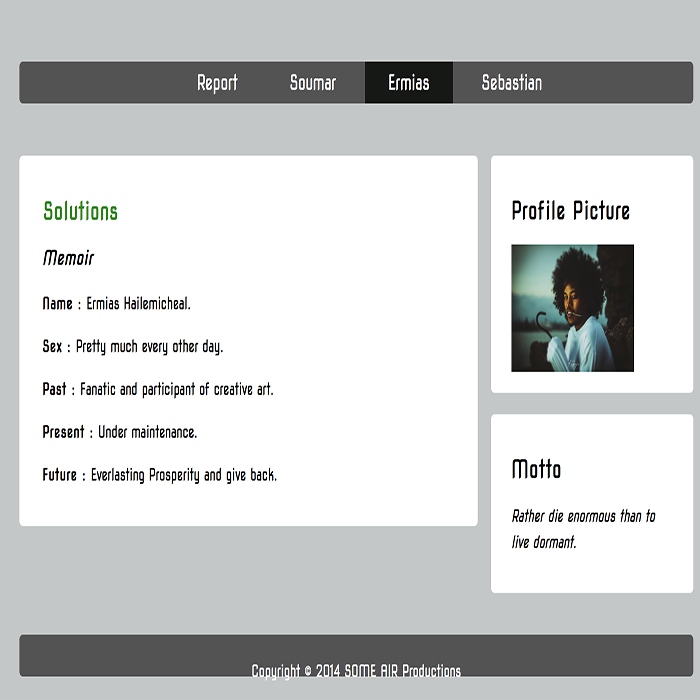 Report Soumar Ermias Sebastian
Solutions
Memoir
Name : Ermias Hailemicheal.
Sex : Pretty much every other day.
Past : Fanatic and participant of creative art.
Present : Under maintenance.
Future : Everlasting Prosperity and give back.
Profile Picture
Motto
Rather die enormous than to
live dormant.
Copyright © 2014 SOME AIR Productions